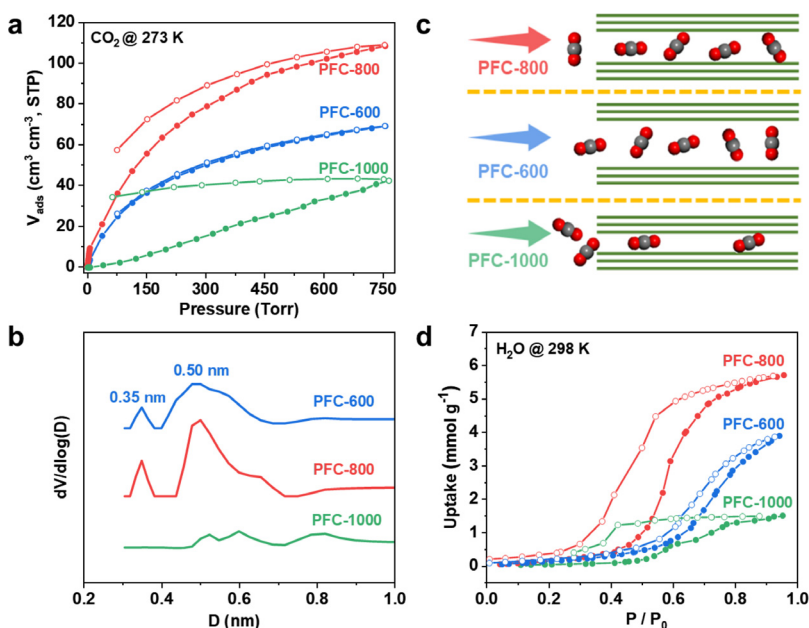 a
CO₂ @ 273 K
120
100
80
60
40
20
0
V_ads (cm³ cm⁻³, STP)
PFC-800
PFC-600
PFC-1000
0 150 300 450 600 750
Pressure (Torr)
c
PFC-800
PFC-600
PFC-1000
b
0.35 nm
0.50 nm
PFC-600
PFC-800
PFC-1000
dV/dlog(D)
0.2 0.4 0.6 0.8 1.0
D (nm)
d
H₂O @ 298 K
7
6
5
4
3
2
1
0
Uptake (mmol g⁻¹)
PFC-800
PFC-600
PFC-1000
0.0 0.2 0.4 0.6 0.8 1.0
P / P₀